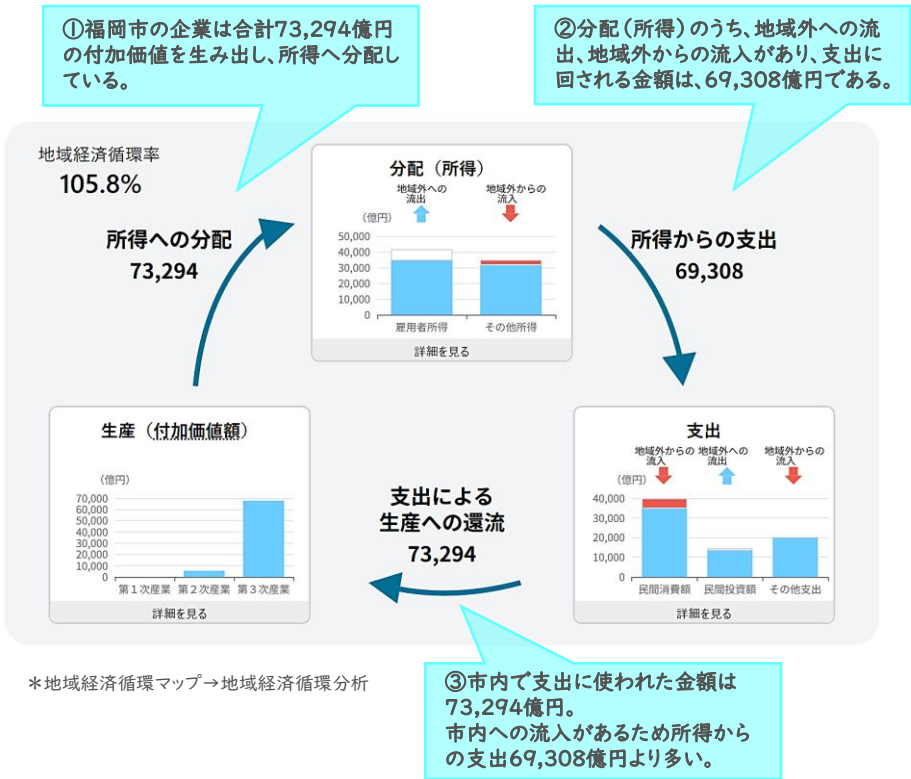 ①福岡市の企業は合計73,294億円
の付加価値を生み出し、所得へ分配し
ている。
②分配(所得)のうち、地域外への流
出、地域外からの流入があり、支出に
回される金額は、69,308億円である。
地域経済循環率
105.8%
分配(所得)
地域外への
流出
地域外からの
流入
(億円)
50,000
40,000
30,000
20,000
10,000
0
雇用者所得 その他所得
詳細を見る
所得への分配
73,294
所得からの支出
69,308
生産(付加価値額)
(億円)
70,000
60,000
50,000
40,000
30,000
20,000
10,000
0
第1次産業 第2次産業 第3次産業
詳細を見る
支出による
生産への還流
73,294
支出
地域外からの
流入
地域外への
流出
地域外からの
流入
(億円)
40,000
30,000
20,000
10,000
0
民間消費額 民間投資額 その他支出
詳細を見る
*地域経済循環マップ→地域経済循環分析
③市内で支出に使われた金額は
73,294億円。
市内への流入があるため所得から
の支出69,308億円より多い。